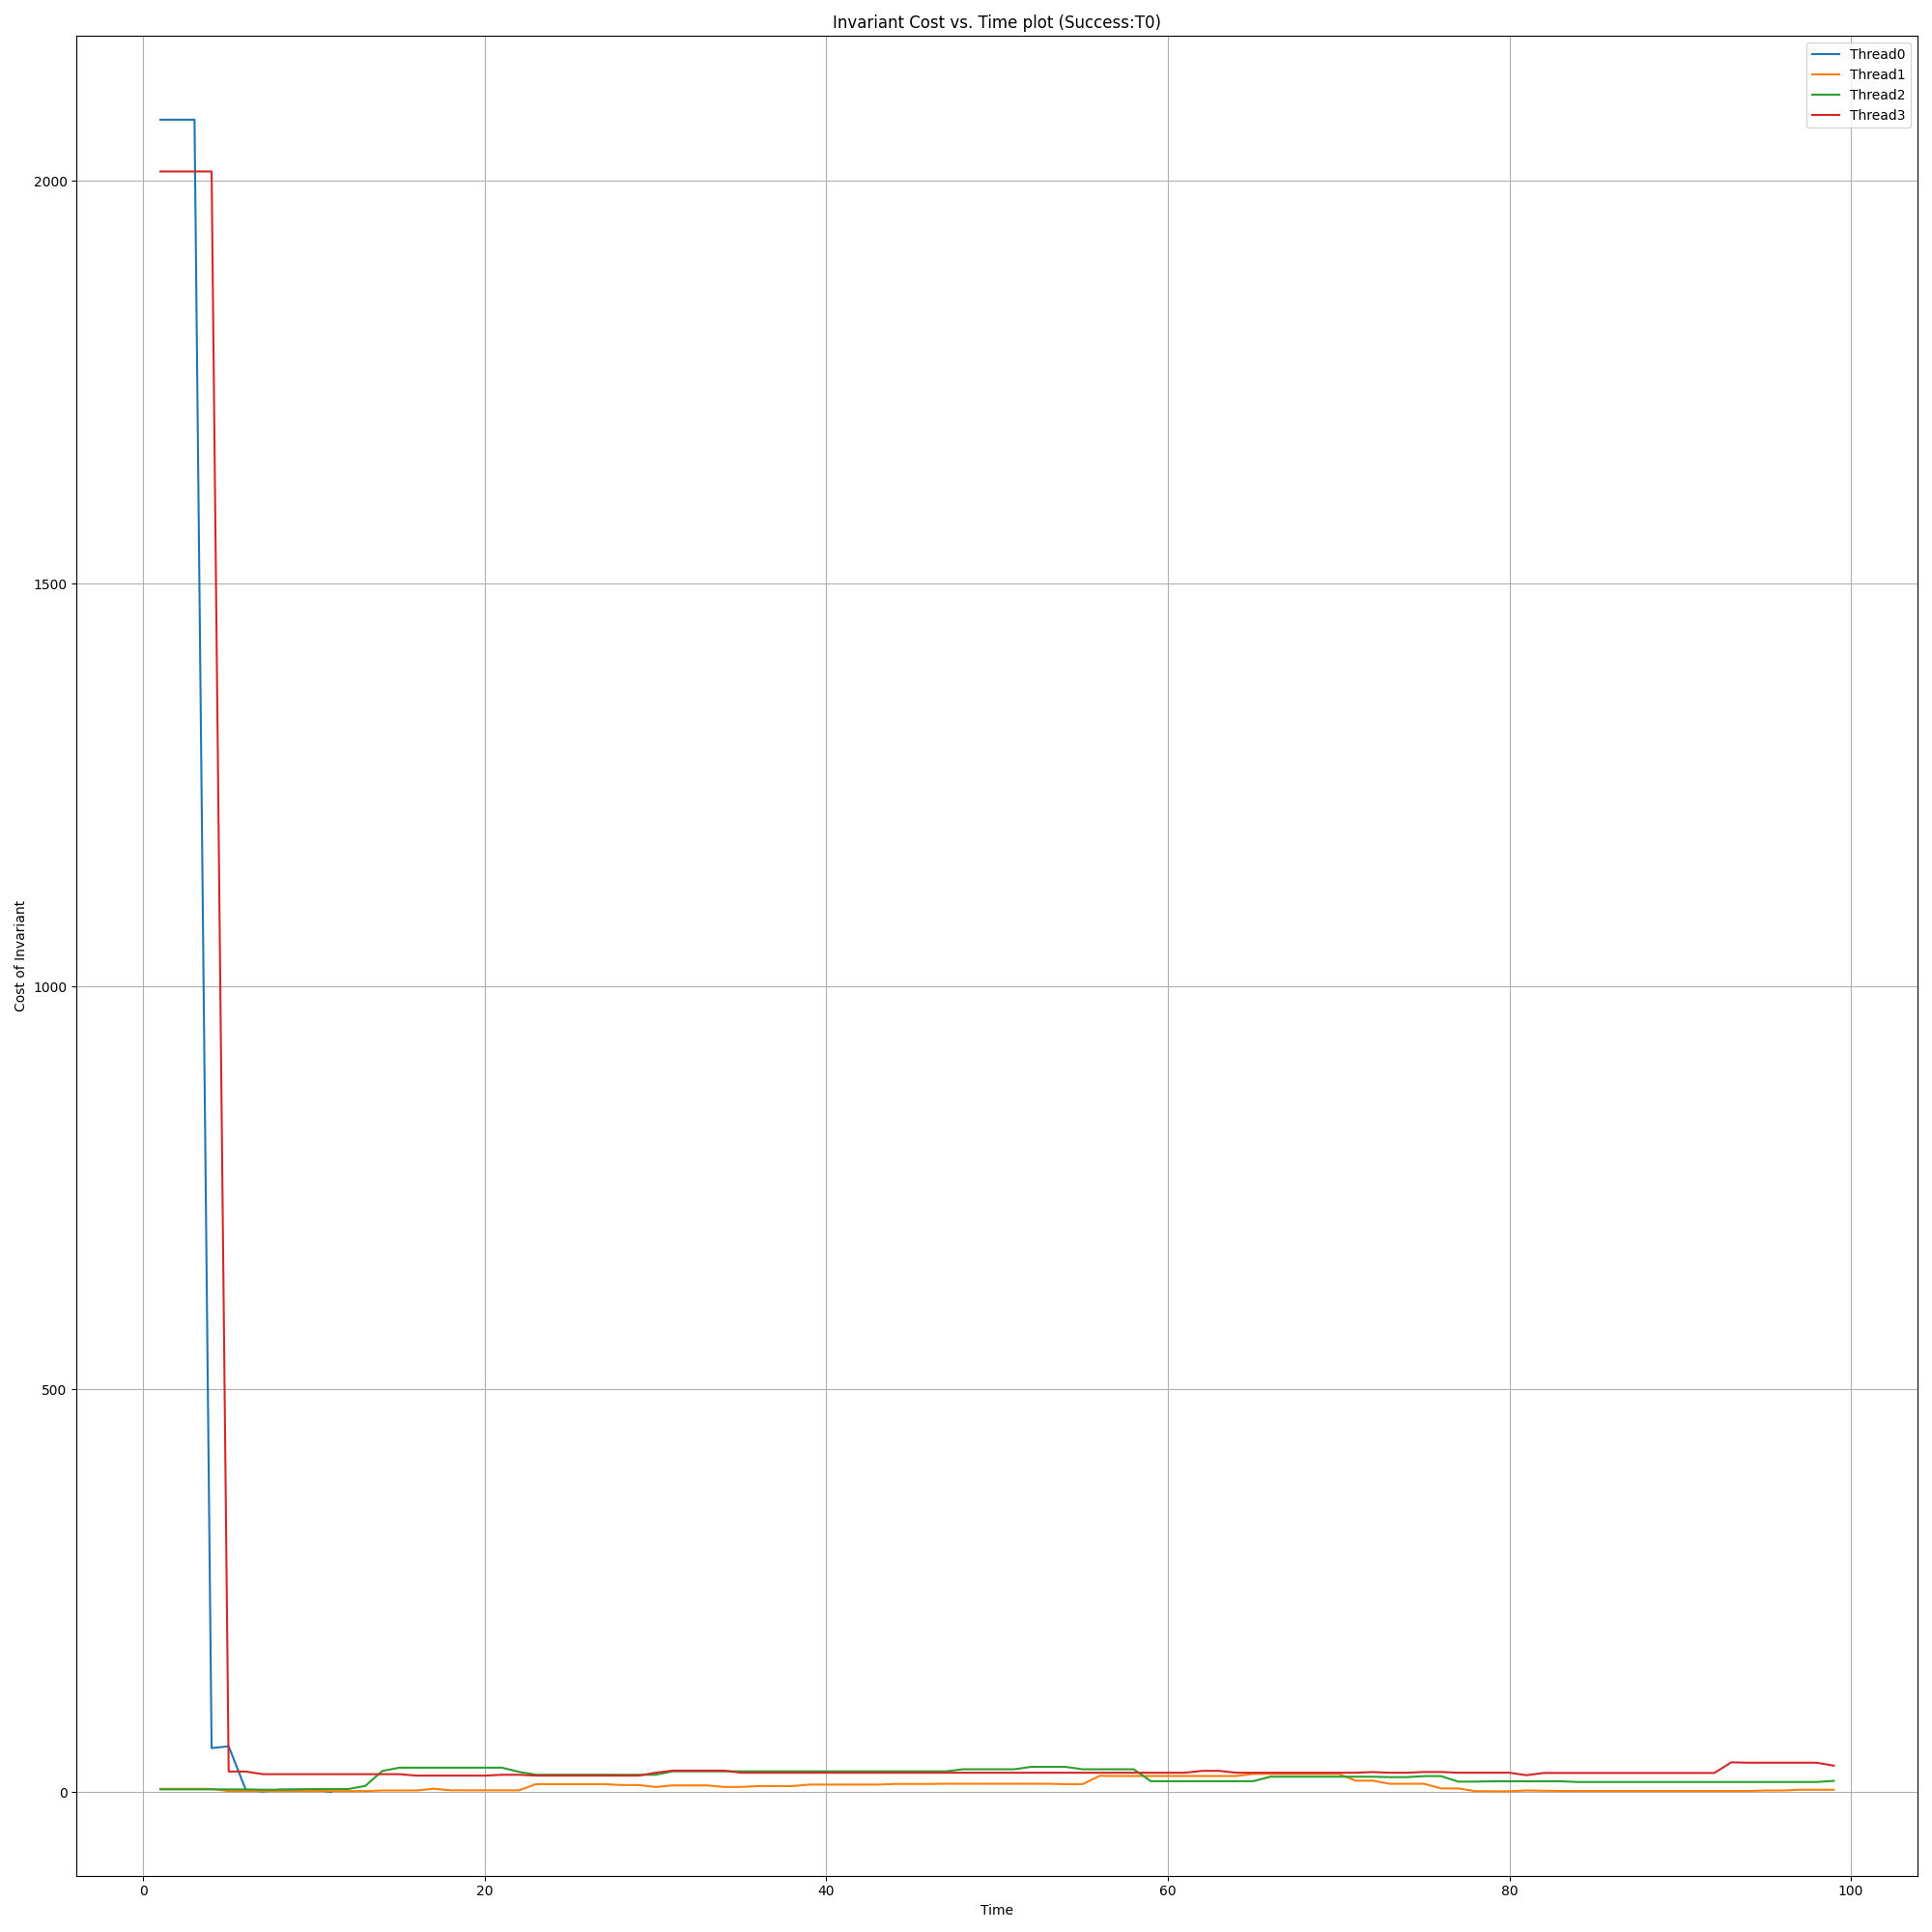 Invariant Cost vs. Time plot (Success:T0)
Thread0
Thread1
Thread2
Thread3
2000
1500
1000
500
0
Cost of Invariant
0 20 40 60 80 100
Time